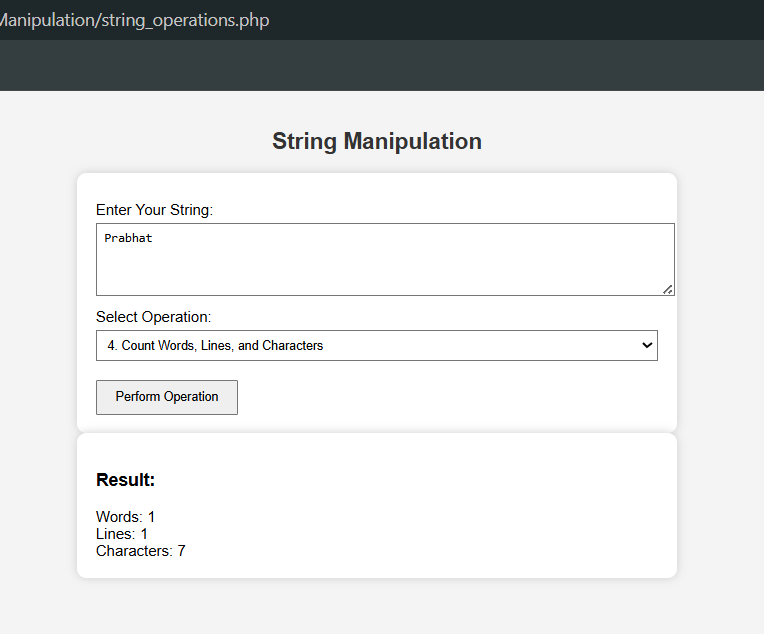 Manipulation/string_operations.php
String Manipulation
Enter Your String:
Prabhat
Select Operation:
4. Count Words, Lines, and Characters
Perform Operation
Result:
Words: 1
Lines: 1
Characters: 7